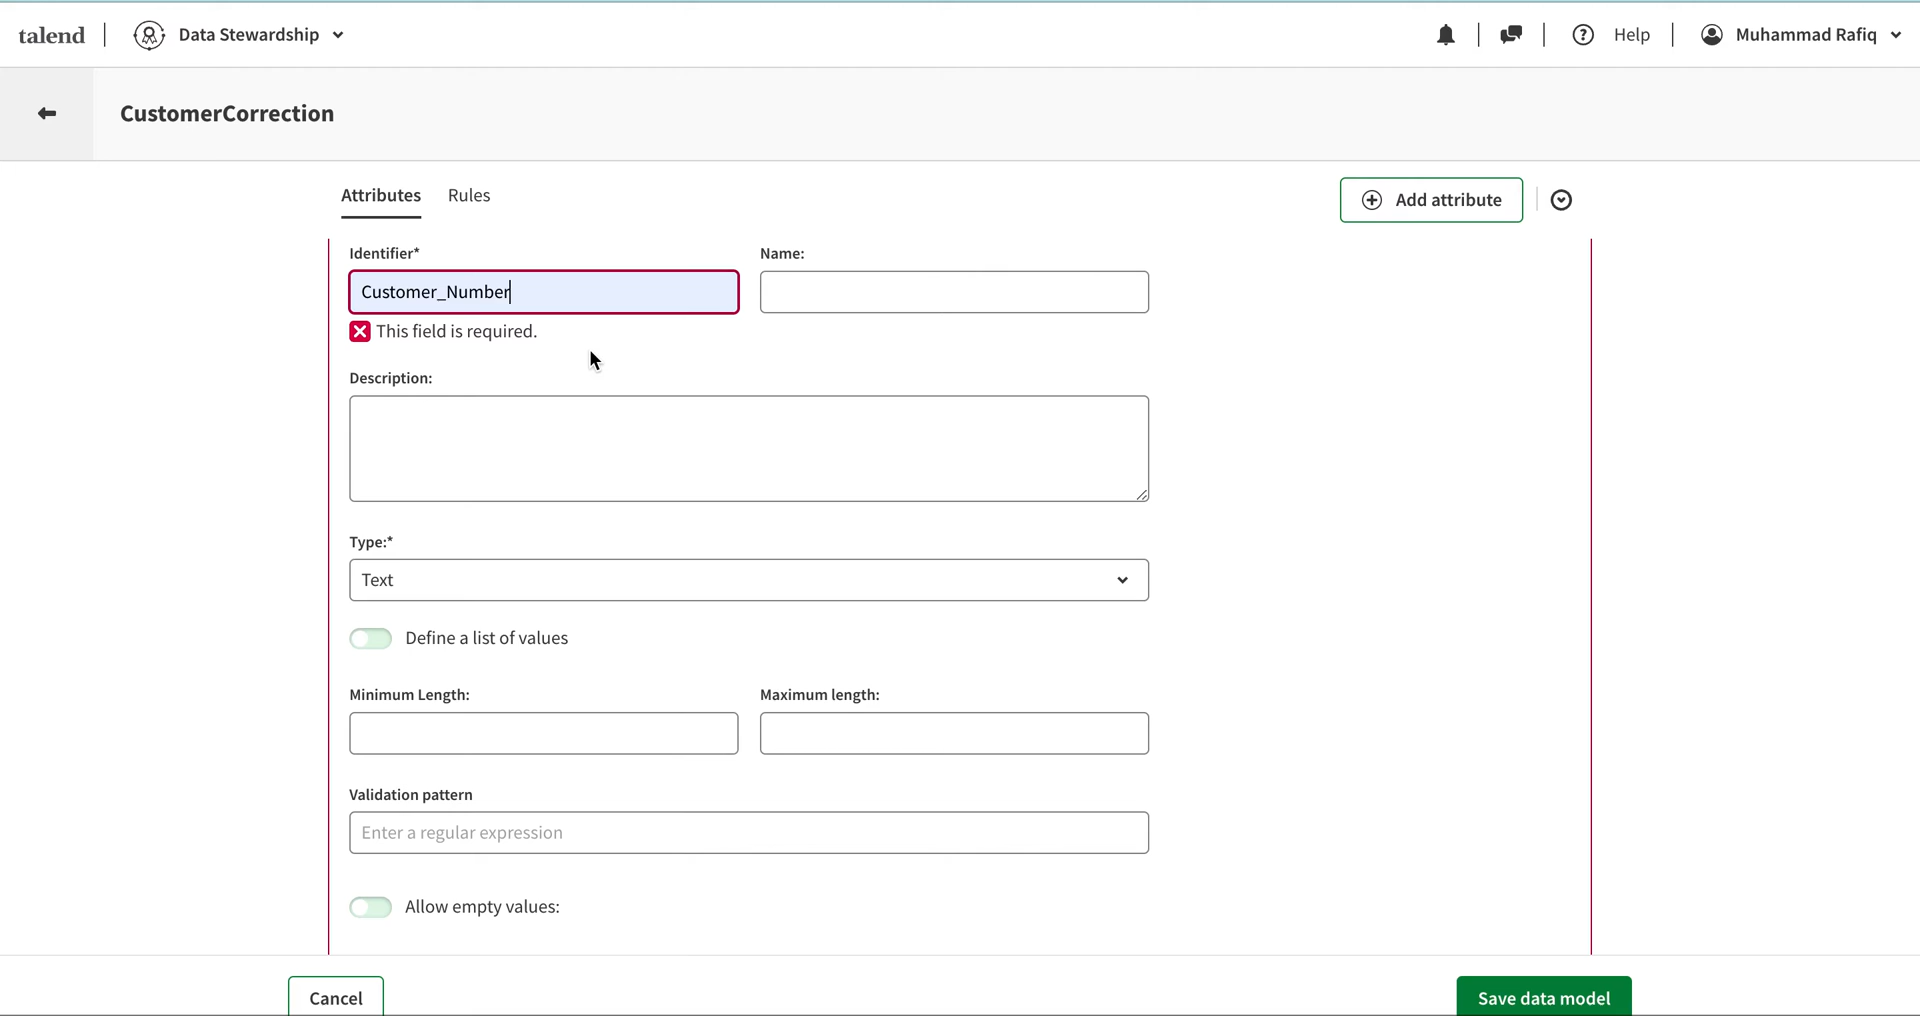 talend
Data Stewardship
Help
Muhammad Rafiq
CustomerCorrection
Attributes
Rules
Add attribute
Identifier*
Name:
Customer_Number
This field is required.
Description:
Type:*
Text
Define a list of values
Minimum Length:
Maximum length:
Validation pattern
Enter a regular expression
Allow empty values:
Cancel
Save data model